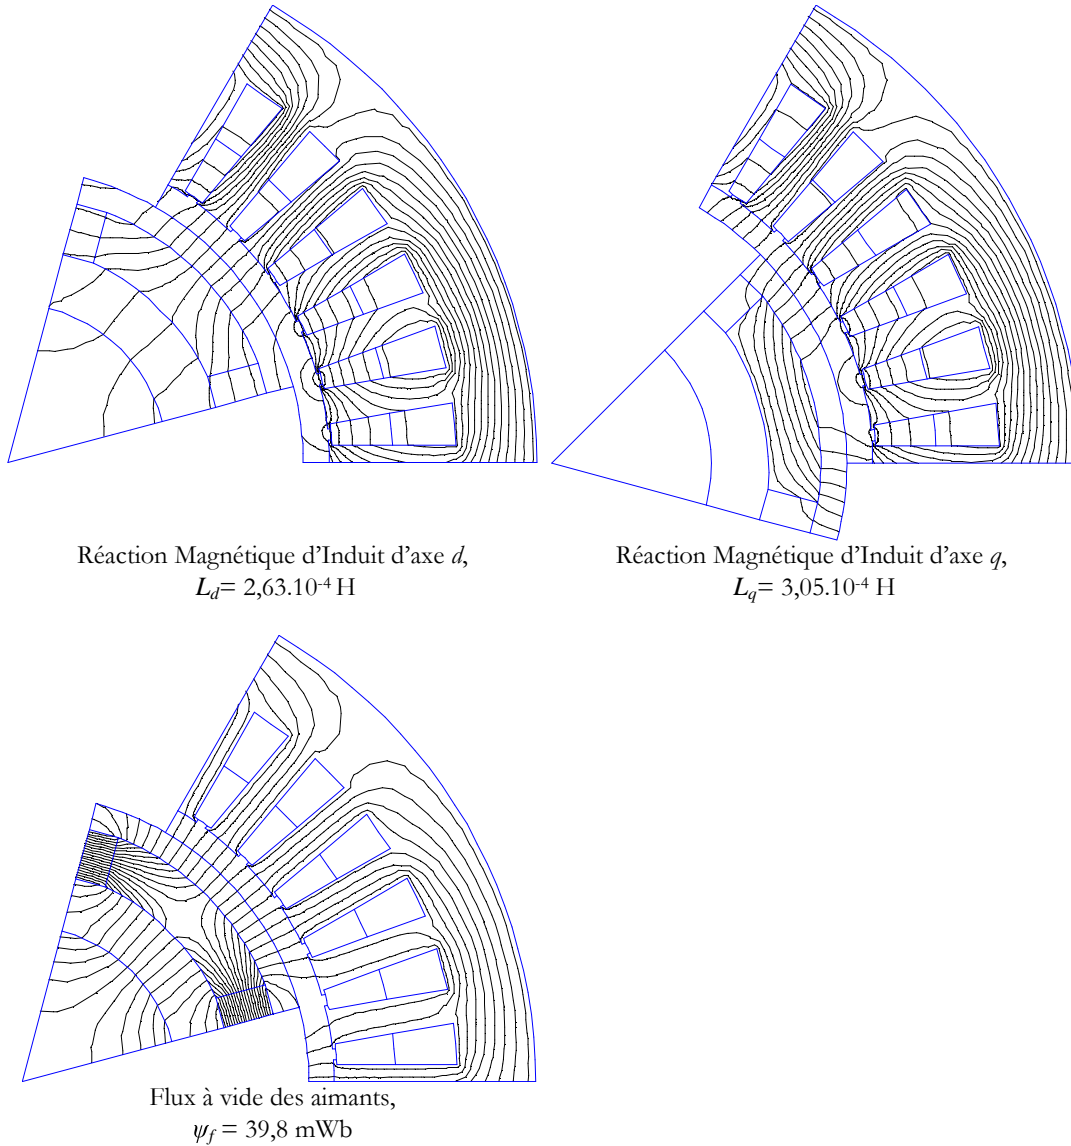 Réaction Magnétique d'Induit d'axe d,
L_d= 2,63.10⁻⁴ H
Réaction Magnétique d'Induit d'axe q,
L_q= 3,05.10⁻⁴ H
Flux à vide des aimants,
ψ_f = 39,8 mWb